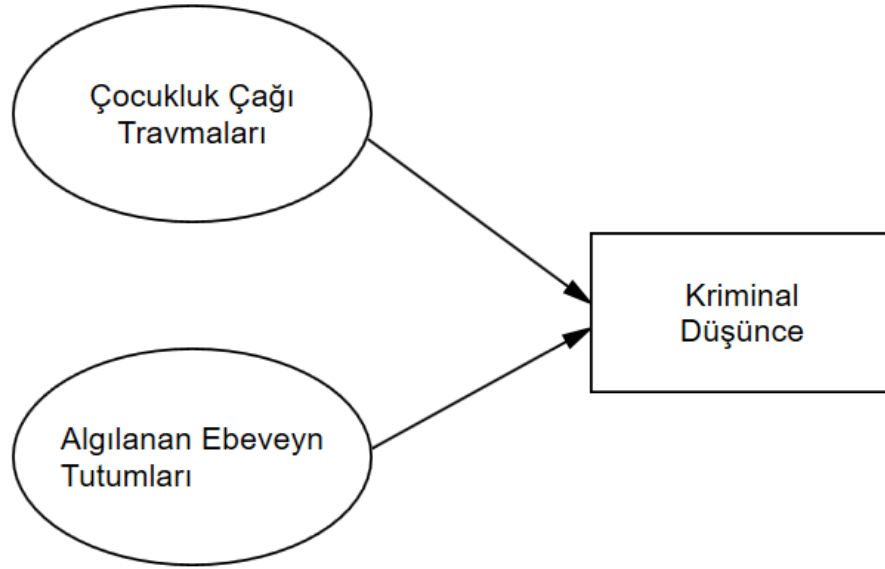 Çocukluk Çağı
Travmaları
Kriminal
Düşünce
Algılanan Ebeveyn
Tutumları